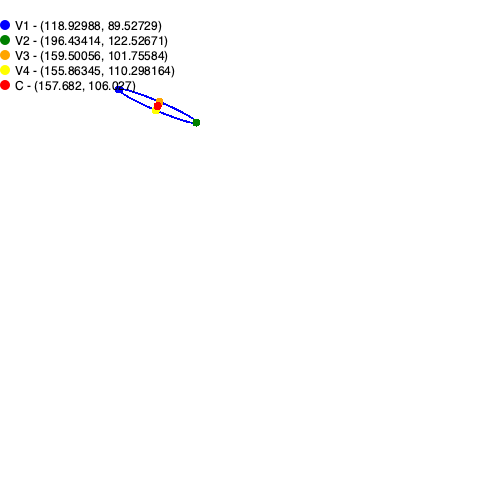 V1 - (118.92988, 89.52729)
V2 - (196.43414, 122.52671)
V3 - (159.50056, 101.75584)
V4 - (155.86345, 110.298164)
C - (157.682, 106.027)